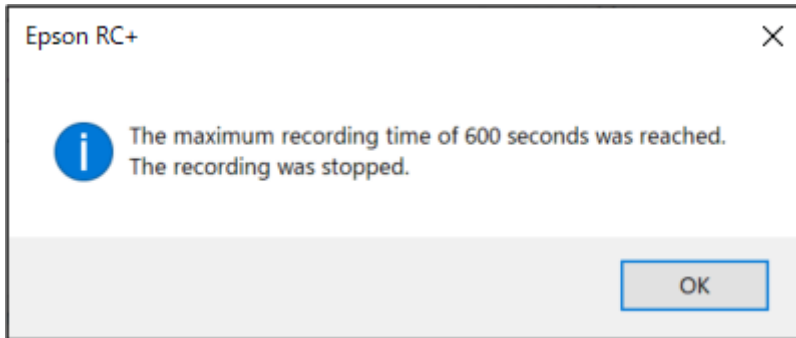 Epson RC+
The maximum recording time of 600 seconds was reached.
The recording was stopped.
OK